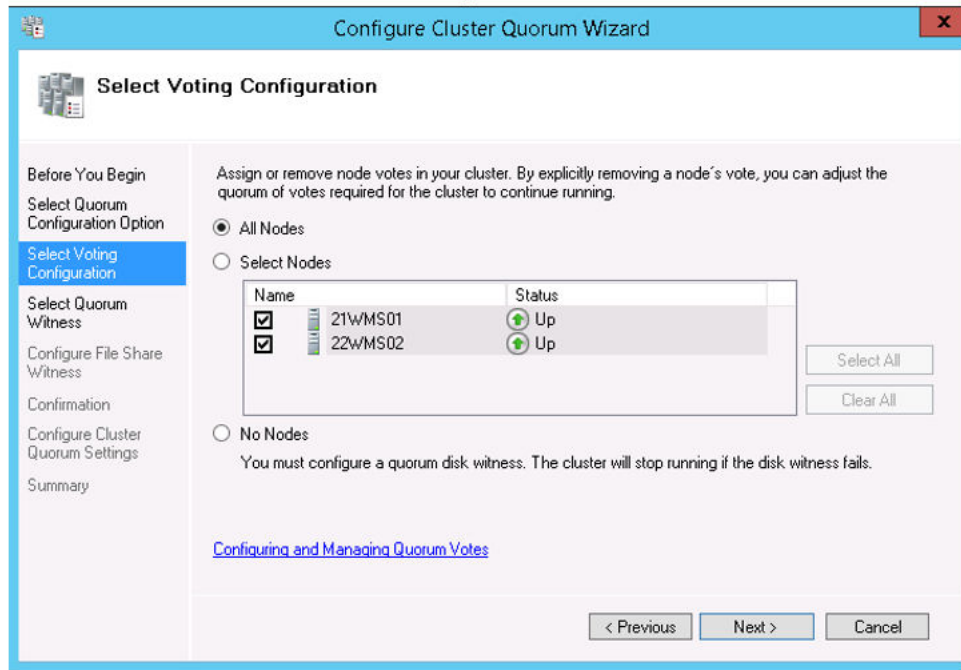 Configure Cluster Quorum Wizard
x
Select Voting Configuration
Before You Begin
Select Quorum
Configuration Option
Select Voting
Configuration
Select Quorum
Witness
Configure File Share
Witness
Confirmation
Configure Cluster
Quorum Settings
Summary
Assign or remove node votes in your cluster. By explicitly removing a node's vote, you can adjust the
quorum of votes required for the cluster to continue running.
All Nodes
Select Nodes
Name Status
21WMS01 Up
22WMS02 Up
Select All
Clear All
No Nodes
You must configure a quorum disk witness. The cluster will stop running if the disk witness fails.
Configuring and Managing Quorum Votes
< Previous Next > Cancel